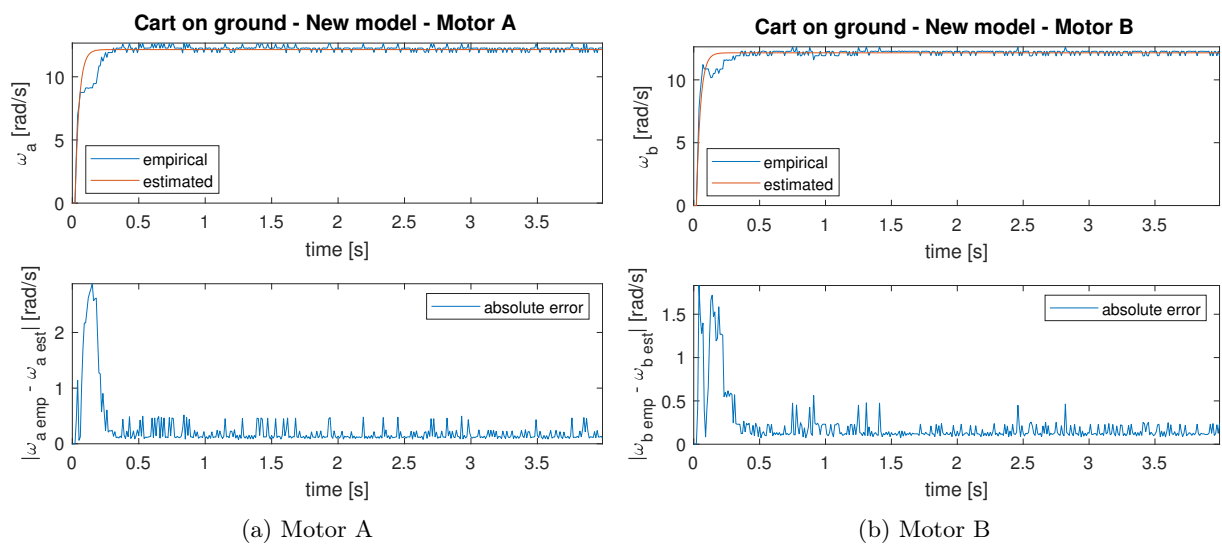 Cart on ground - New model - Motor A
ω_a [rad/s]
10
5
0
empirical
estimated
0 0.5 1 1.5 2 2.5 3 3.5
time [s]
|ω_a emp - ω_a est| [rad/s]
2
1
0
absolute error
0 0.5 1 1.5 2 2.5 3 3.5
time [s]
(a) Motor A
Cart on ground - New model - Motor B
ω_b [rad/s]
10
5
0
empirical
estimated
0 0.5 1 1.5 2 2.5 3 3.5
time [s]
|ω_b emp - ω_b est| [rad/s]
1.5
1
0.5
0
absolute error
0 0.5 1 1.5 2 2.5 3 3.5
time [s]
(b) Motor B